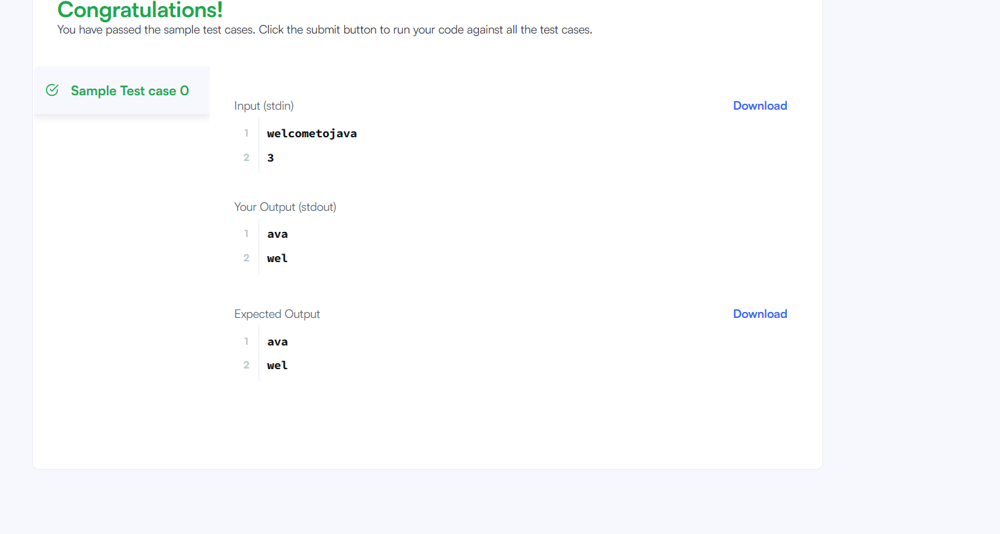 Congratulations!
You have passed the sample test cases. Click the submit button to run your code against all the test cases.
Sample Test case 0
Input (stdin)
Download
1 welcometojava
2 3
Your Output (stdout)
1 ava
2 wel
Expected Output
Download
1 ava
2 wel